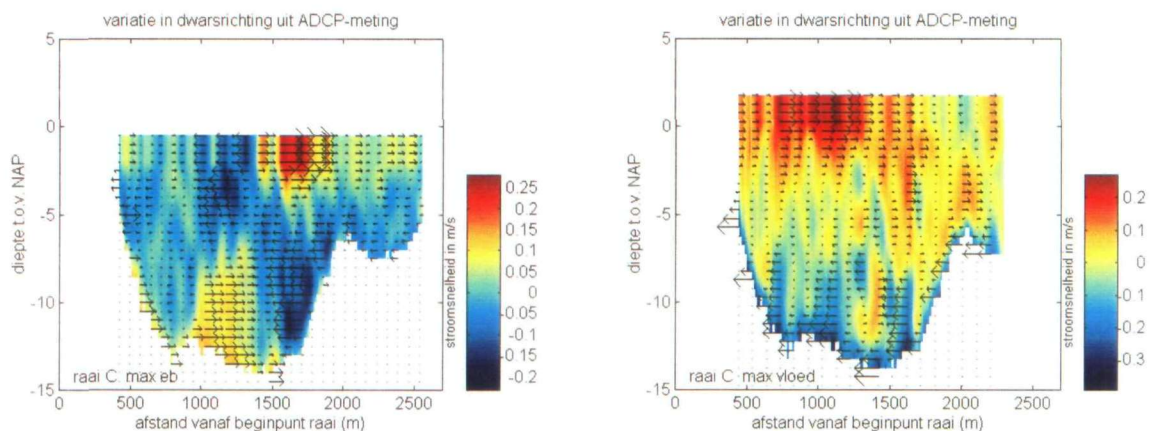 variatie in dwarsrichting uit ADCP-meting
5
0
-5
-10
-15
diepte t.o.v. NAP
raai C max eb
0 500 1000 1500 2000 2500
afstand vanaf beginpunt raai (m)
0.25
0.2
0.15
0.1
0.05
0
-0.05
-0.1
-0.15
-0.2
stroomsnelheid in m/s
variatie in dwarsrichting uit ADCP-meting
5
0
-5
-10
-15
diepte t.o.v. NAP
raai C max vloed
0 500 1000 1500 2000 2500
afstand vanaf beginpunt raai (m)
0.2
0.1
0
-0.1
-0.2
-0.3
stroomsnelheid in m/s